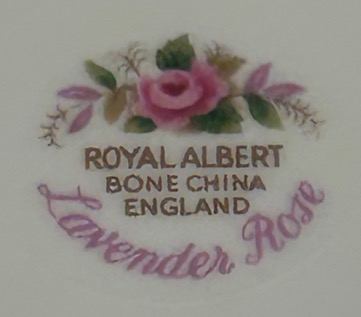 ROYAL ALBERT
BONE CHINA
ENGLAND
Lavender Rose